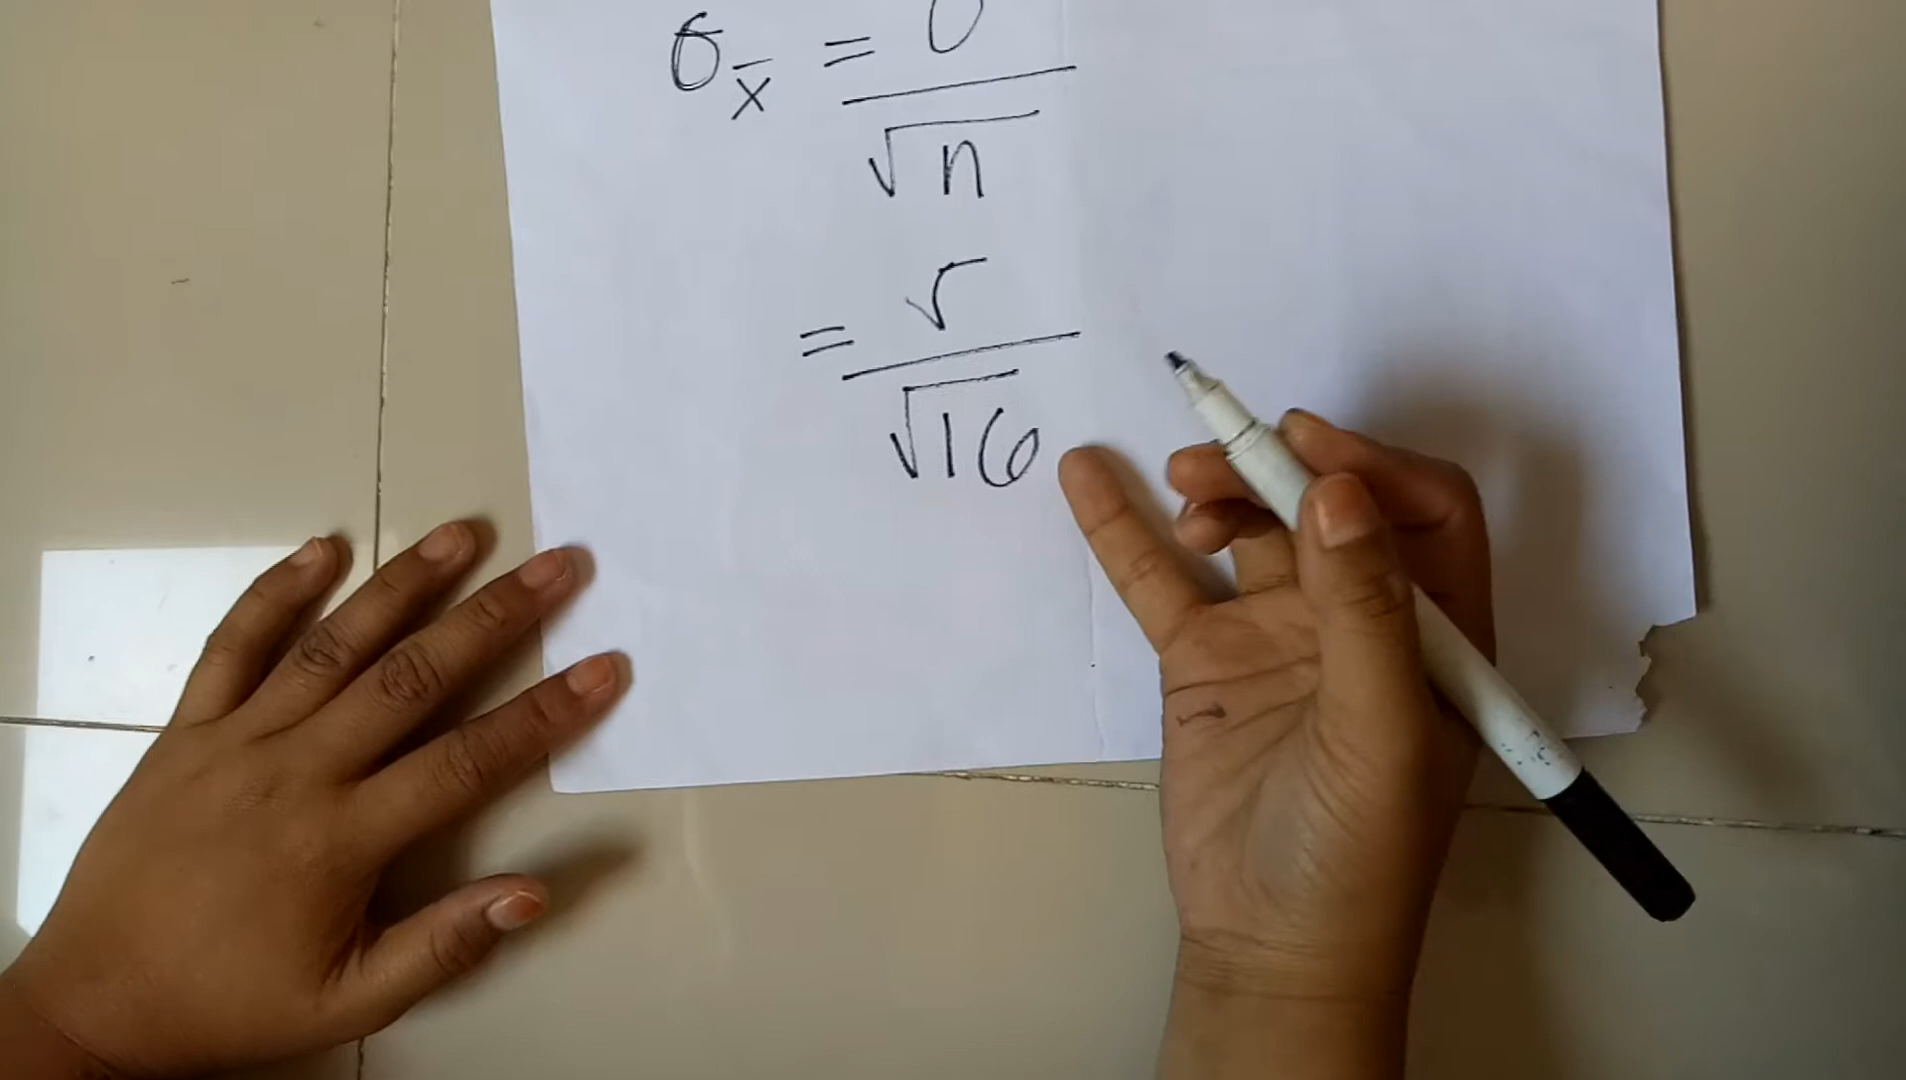 σx̄ = σ/√n
= 5/√16